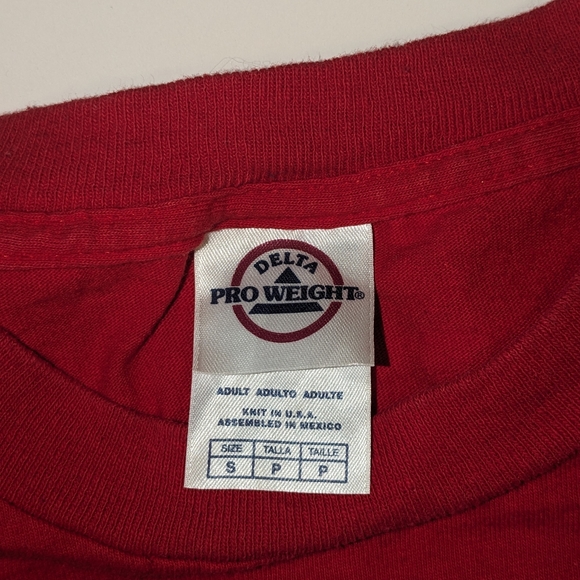 DELTA
PRO WEIGHT®
ADULT ADULTO ADULTE
KNIT IN U.S.A.
ASSEMBLED IN MEXICO
SIZE TALLA TAILLE
S P P